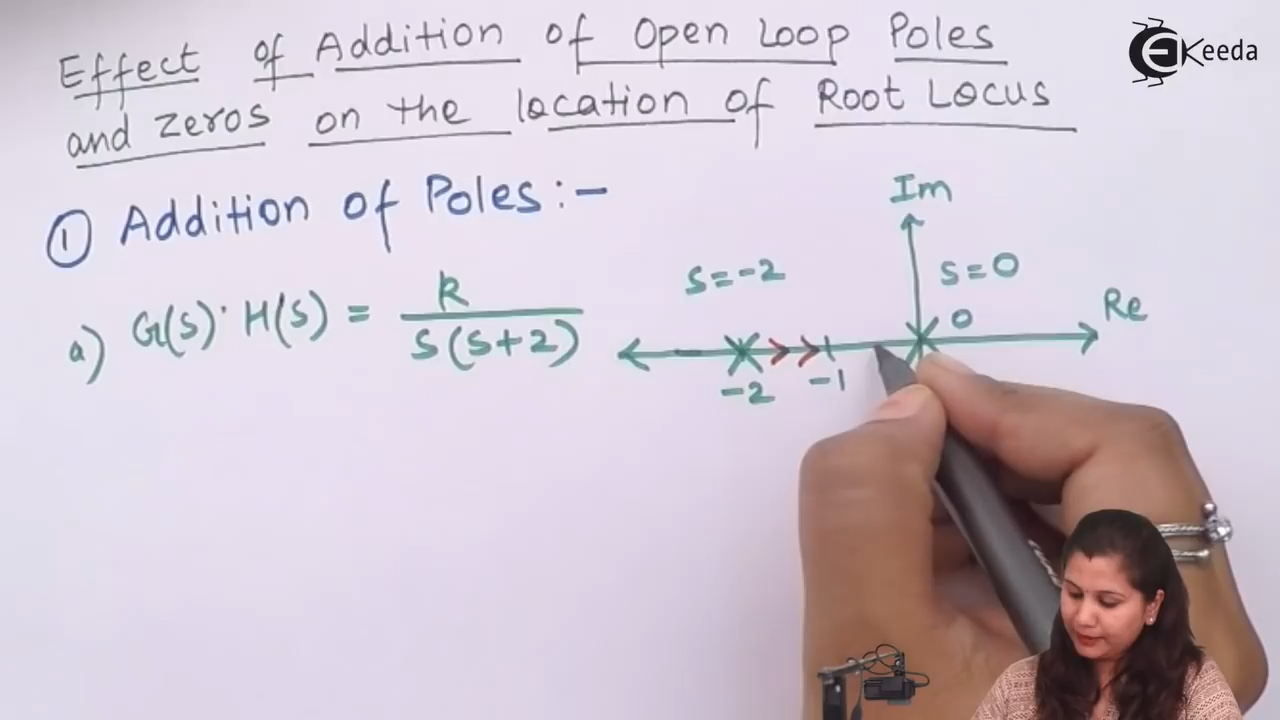 Effect of Addition of Open Loop Poles
and zeros on the location of Root Locus
EKeeda
① Addition of Poles :-
a) G(s)· H(s) = k / s(s+2)
Im
s=-2
s=0
Re
0
-2
-1